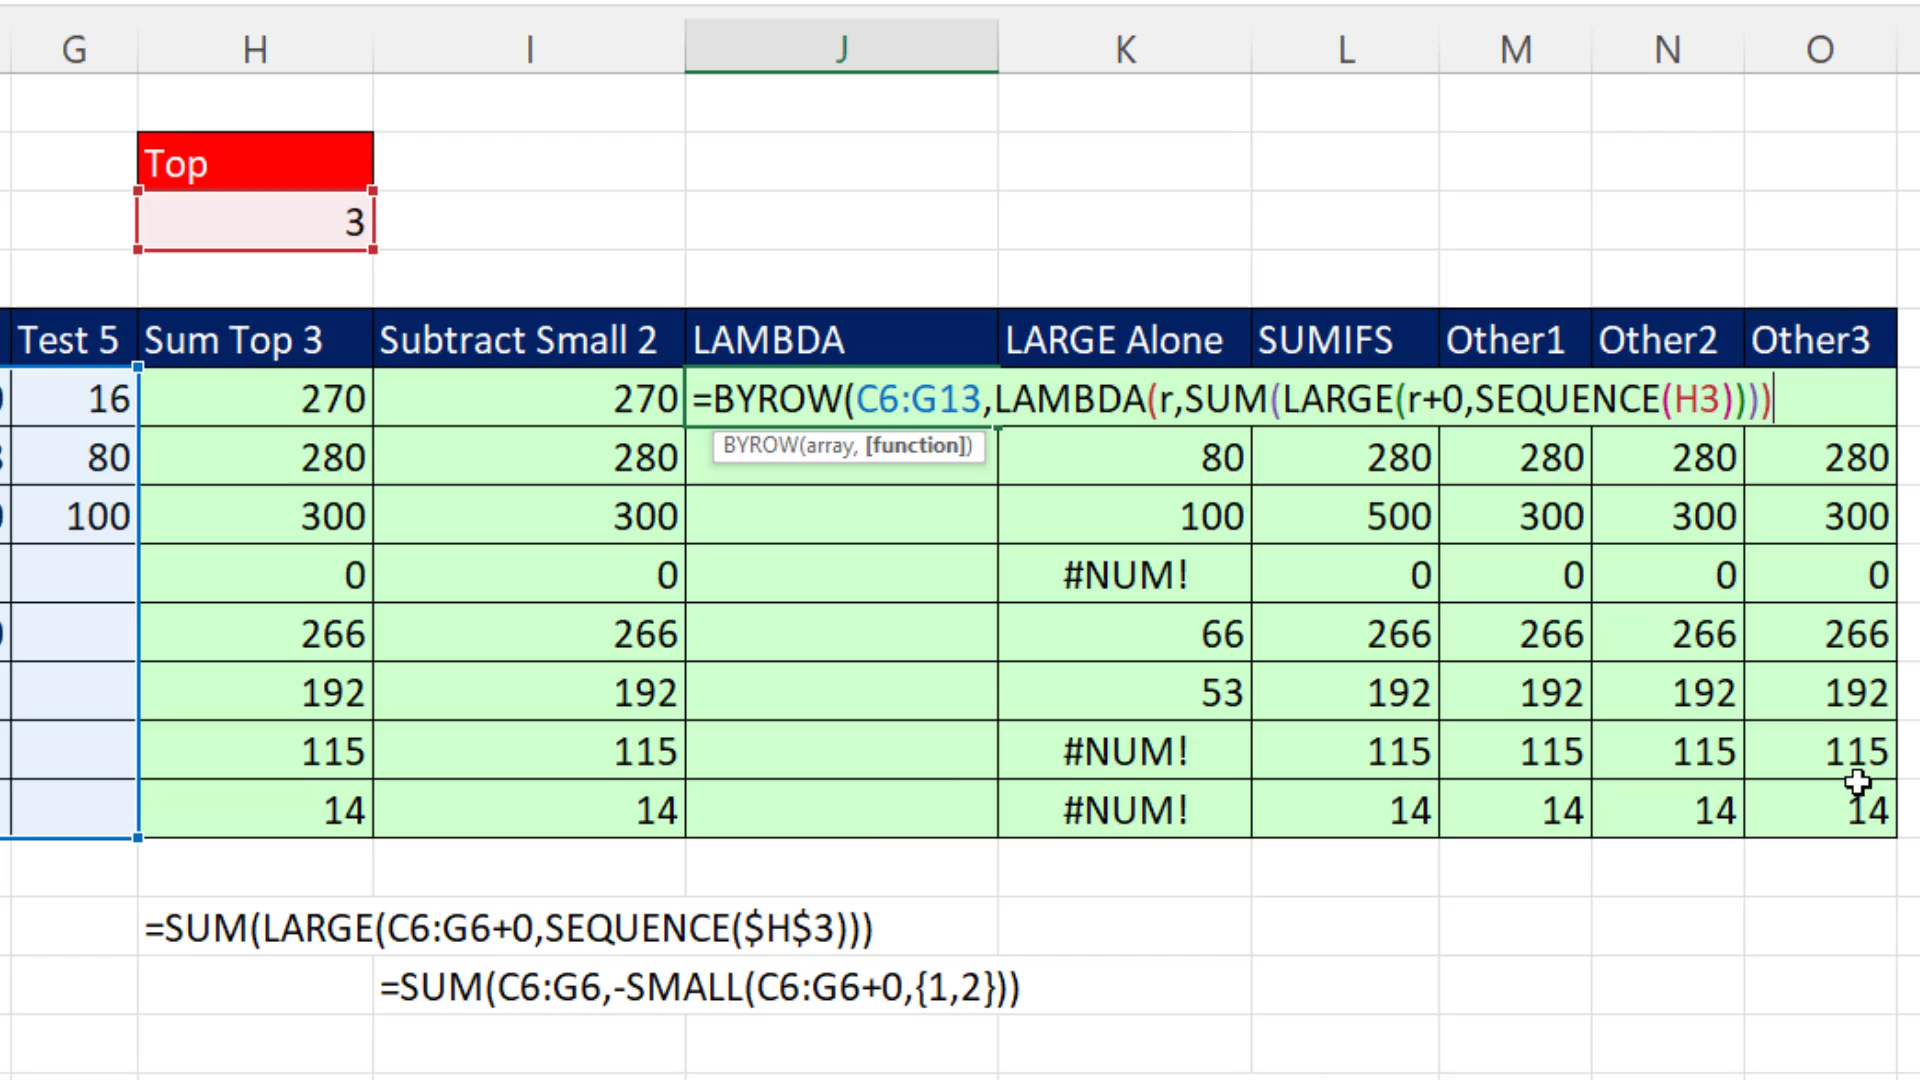 G H I J K L M N O
Top
3
Test 5 Sum Top 3 Subtract Small 2 LAMBDA LARGE Alone SUMIFS Other1 Other2 Other3
16 270 270 =BYROW(C6:G13,LAMBDA(r,SUM(LARGE(r+0,SEQUENCE(H3))))
BYROW(array, [function])
80 280 280 80 280 280 280 280
100 300 300 100 500 300 300 300
0 0 #NUM! 0 0 0 0
266 266 66 266 266 266 266
192 192 53 192 192 192 192
115 115 #NUM! 115 115 115 115
14 14 #NUM! 14 14 14 14
=SUM(LARGE(C6:G6+0,SEQUENCE($H$3)))
=SUM(C6:G6,-SMALL(C6:G6+0,{1,2}))